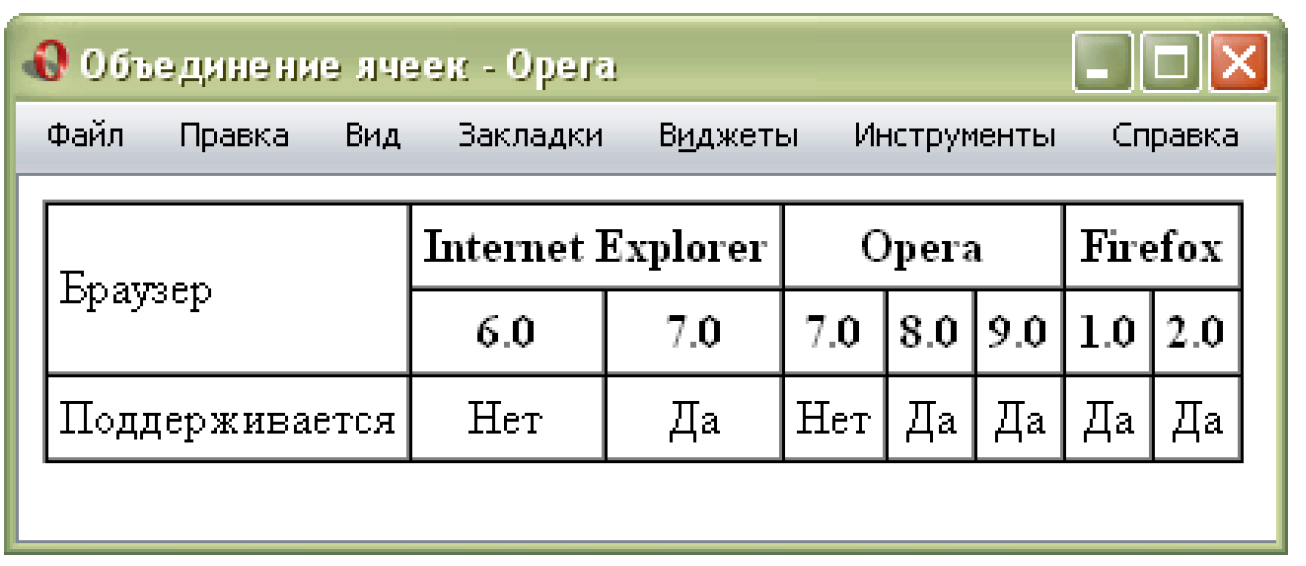 Объединение ячеек - Opera
Файл Правка Вид Закладки Виджеты Инструменты Справка
Браузер Internet Explorer Opera Firefox
6.0 7.0 7.0 8.0 9.0 1.0 2.0
Поддерживается Нет Да Нет Да Да Да Да